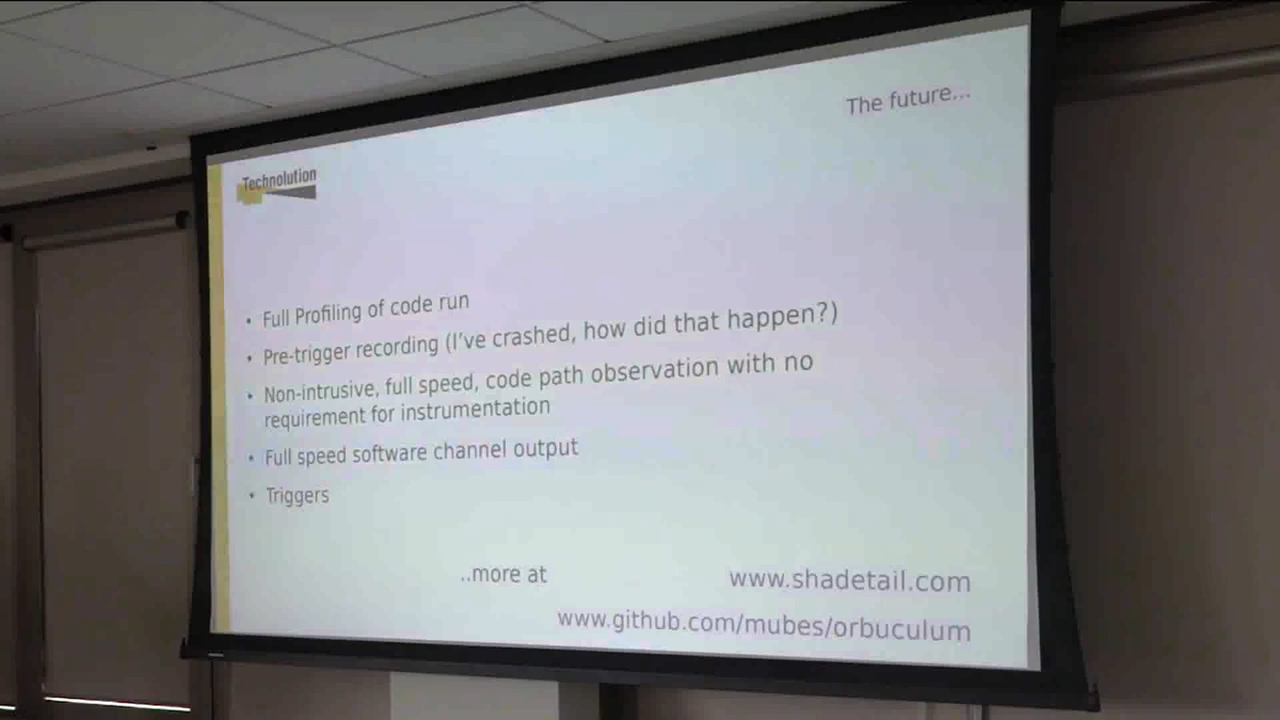 The future...
Technolution
• Full Profiling of code run
• Pre-trigger recording (I've crashed, how did that happen?)
• Non-intrusive, full speed, code path observation with no
requirement for instrumentation
• Full speed software channel output
• Triggers
..more at
www.shadetail.com
www.github.com/mubes/orbuculum